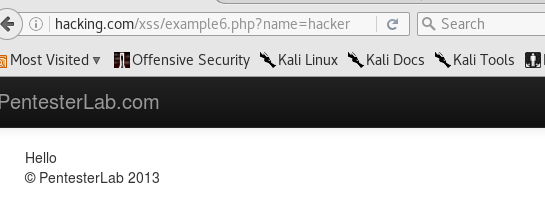 hacking.com/xss/example6.php?name=hacker
Search
Most Visited
Offensive Security
Kali Linux
Kali Docs
Kali Tools
PentesterLab.com
Hello
© PentesterLab 2013